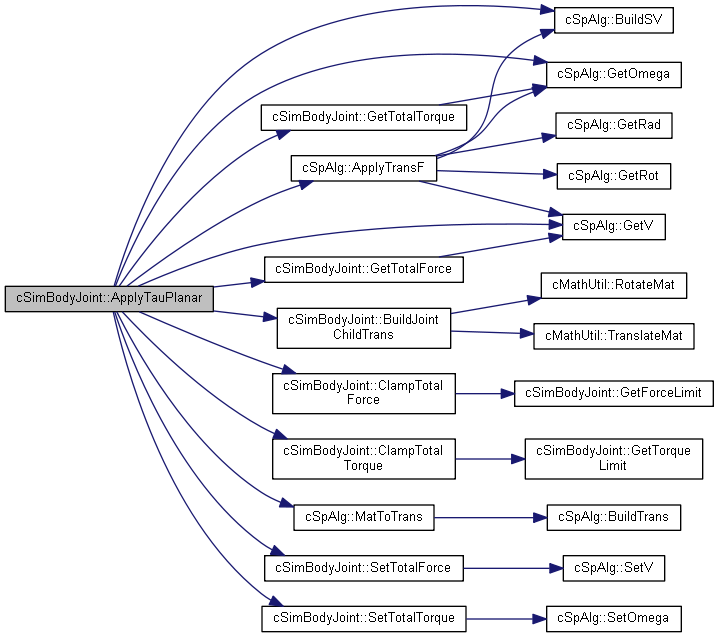 cSpAlg::BuildSV
cSpAlg::GetOmega
cSimBodyJoint::GetTotalTorque
cSpAlg::GetRad
cSpAlg::ApplyTransF
cSpAlg::GetRot
cSpAlg::GetV
cSimBodyJoint::GetTotalForce
cSimBodyJoint::ApplyTauPlanar
cMathUtil::RotateMat
cSimBodyJoint::BuildJoint
ChildTrans
cMathUtil::TranslateMat
cSimBodyJoint::ClampTotal
Force
cSimBodyJoint::GetForceLimit
cSimBodyJoint::ClampTotal
Torque
cSimBodyJoint::GetTorque
Limit
cSpAlg::MatToTrans
cSpAlg::BuildTrans
cSimBodyJoint::SetTotalForce
cSpAlg::SetV
cSimBodyJoint::SetTotalTorque
cSpAlg::SetOmega